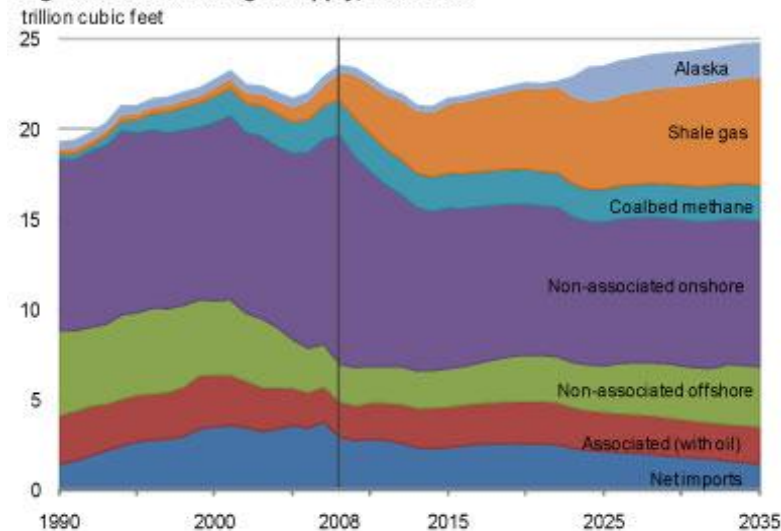 trillion cubic feet
25
Alaska
20
Shale gas
Coalbed methane
15
Non-associated onshore
10
Non-associated offshore
5
Associated (with oil)
Net imports
0
1990 2000 2008 2015 2025 2035